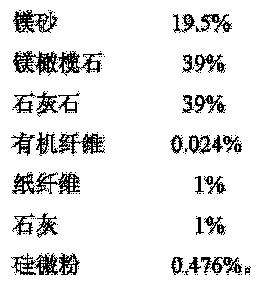 镁砂 19.5%
镁橄榄石 39%
石灰石 39%
有机纤维 0.024%
纸纤维 1%
石灰 1%
硅微粉 0.476%。